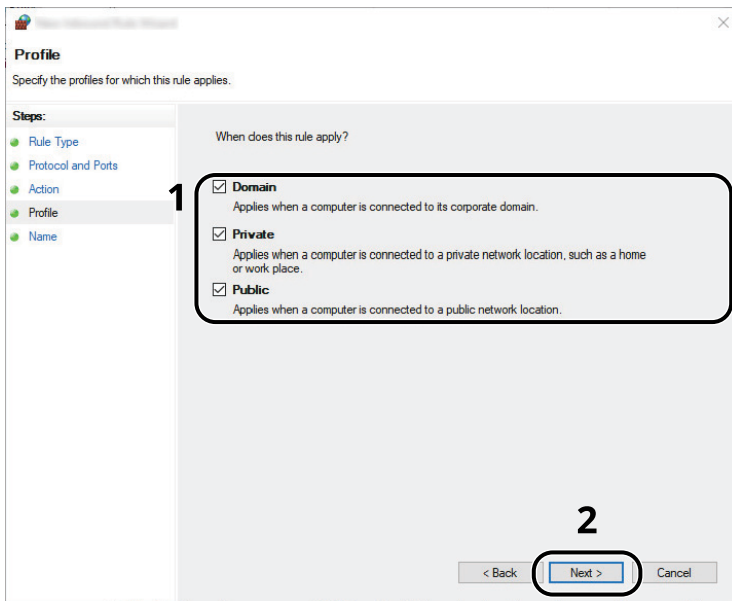 Profile
Specify the profiles for which this rule applies.
Steps:
Rule Type
Protocol and Ports
Action
Profile
Name
When does this rule apply?
1
Domain
Applies when a computer is connected to its corporate domain.
Private
Applies when a computer is connected to a private network location, such as a home
or work place.
Public
Applies when a computer is connected to a public network location.
2
< Back
Next >
Cancel